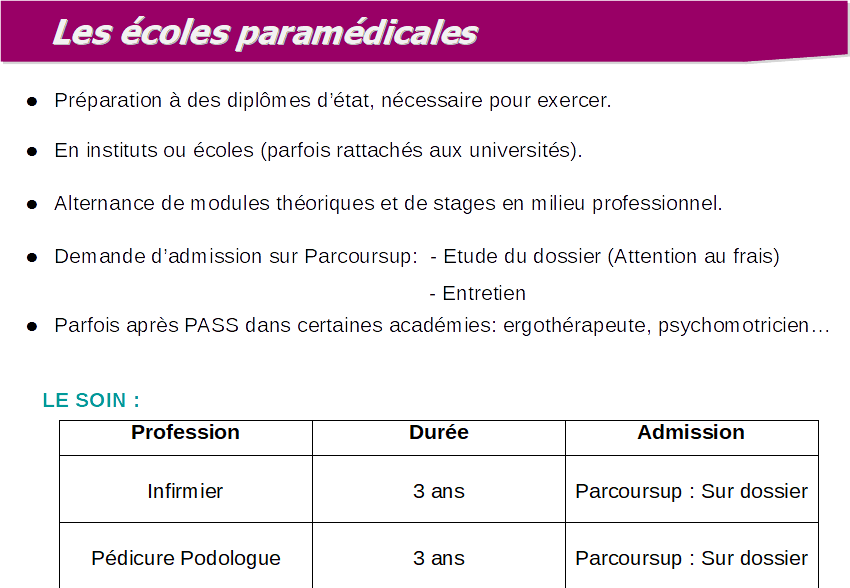 Les écoles paramédicales
● Préparation à des diplômes d’état, nécessaire pour exercer.
● En instituts ou écoles (parfois rattachés aux universités).
● Alternance de modules théoriques et de stages en milieu professionnel.
● Demande d’admission sur Parcoursup: - Etude du dossier (Attention au frais)
- Entretien
● Parfois après PASS dans certaines académies: ergothérapeute, psychomotricien…
LE SOIN :
Profession Durée Admission
Infirmier 3 ans Parcoursup : Sur dossier
Pédicure Podologue 3 ans Parcoursup : Sur dossier